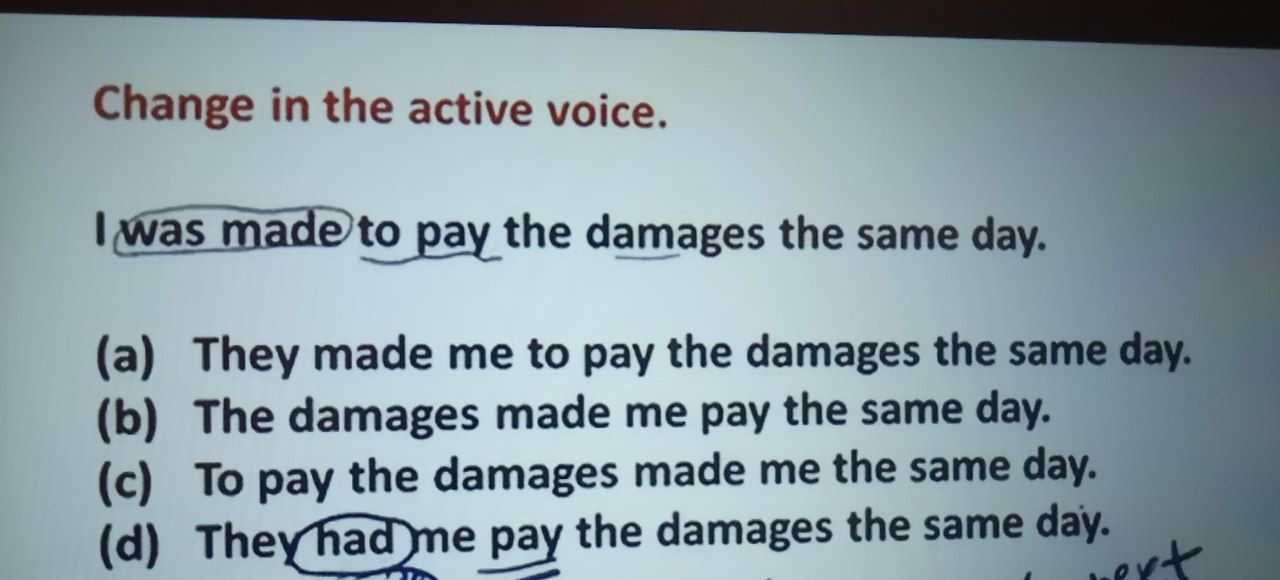 Change in the active voice.
I was made to pay the damages the same day.
(a) They made me to pay the damages the same day.
(b) The damages made me pay the same day.
(c) To pay the damages made me the same day.
(d) They had me pay the damages the same day.